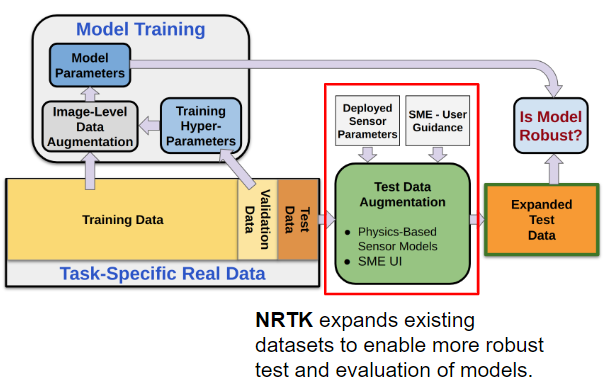 Model Training
Model
Parameters
Image-Level
Data
Augmentation
Training
Hyper-
Parameters
Deployed
Sensor
Parameters
SME - User
Guidance
Is Model
Robust?
Training Data
Validation
Data
Test
Data
Test Data
Augmentation
● Physics-Based
Sensor Models
● SME UI
Expanded
Test
Data
Task-Specific Real Data
NRTK expands existing
datasets to enable more robust
test and evaluation of models.